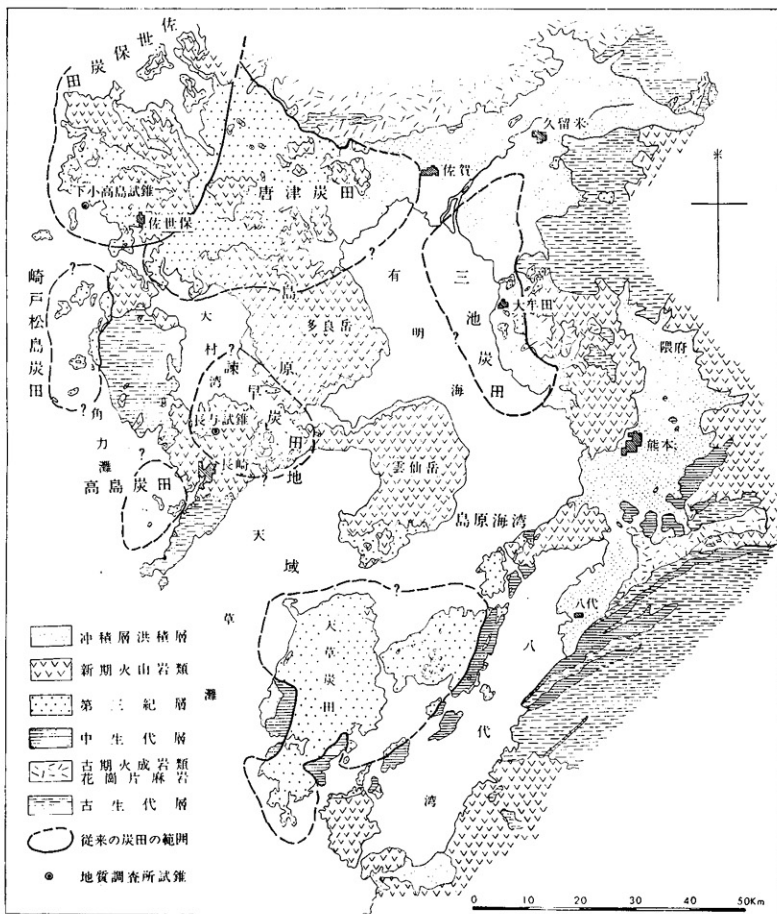 佐世保炭田
下小高島試錐
佐世保
唐津炭田
佐賀
久留米
崎戸松島炭田
大村湾
多良岳
有明海
三池炭田
大牟田
隈府
諫早炭田
長与試錐
長崎
島原地域
角力灘
高島炭田
雲仙岳
島原海湾
熊本
天草灘
天草炭田
八代
八代湾
?
?
?
?
?
?
?
?
冲積層洪積層
新期火山岩類
第三紀層
中生代層
古期火成岩類
花崗片麻岩
古生代層
従来の炭田の範囲
地質調査所試錐
0 10 20 30 40 50Km